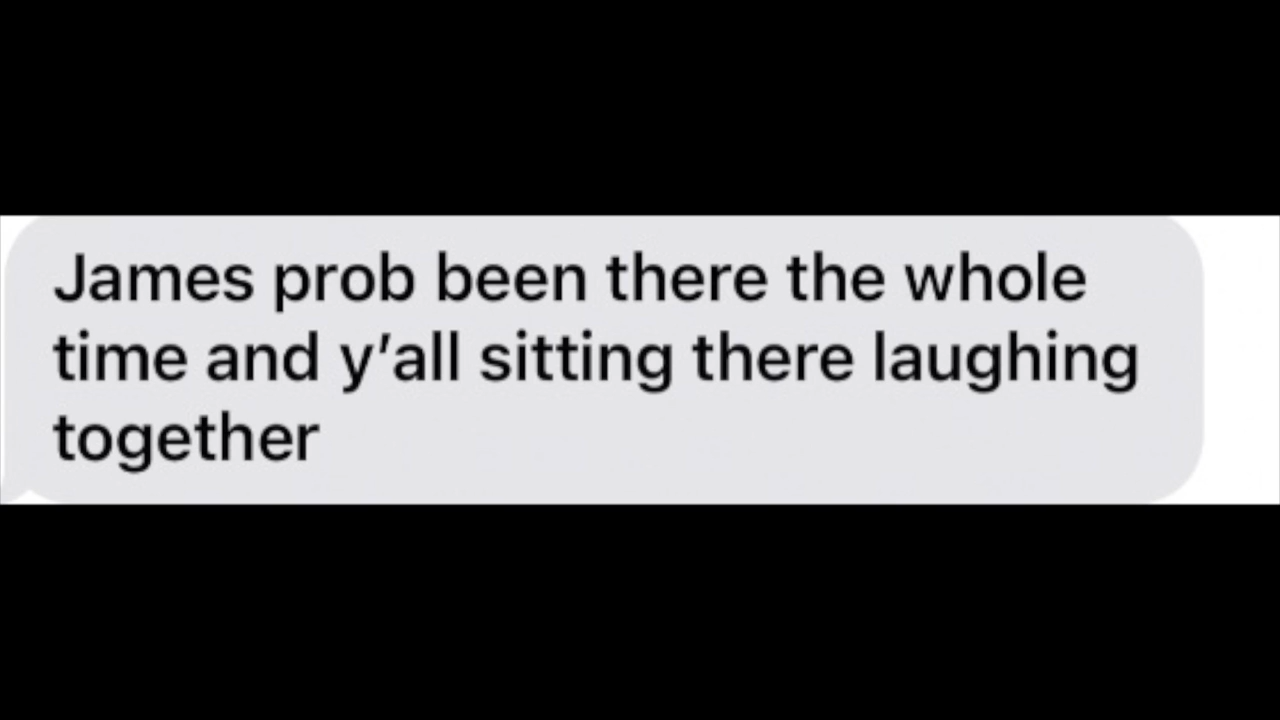 James prob been there the whole
time and y’all sitting there laughing
together